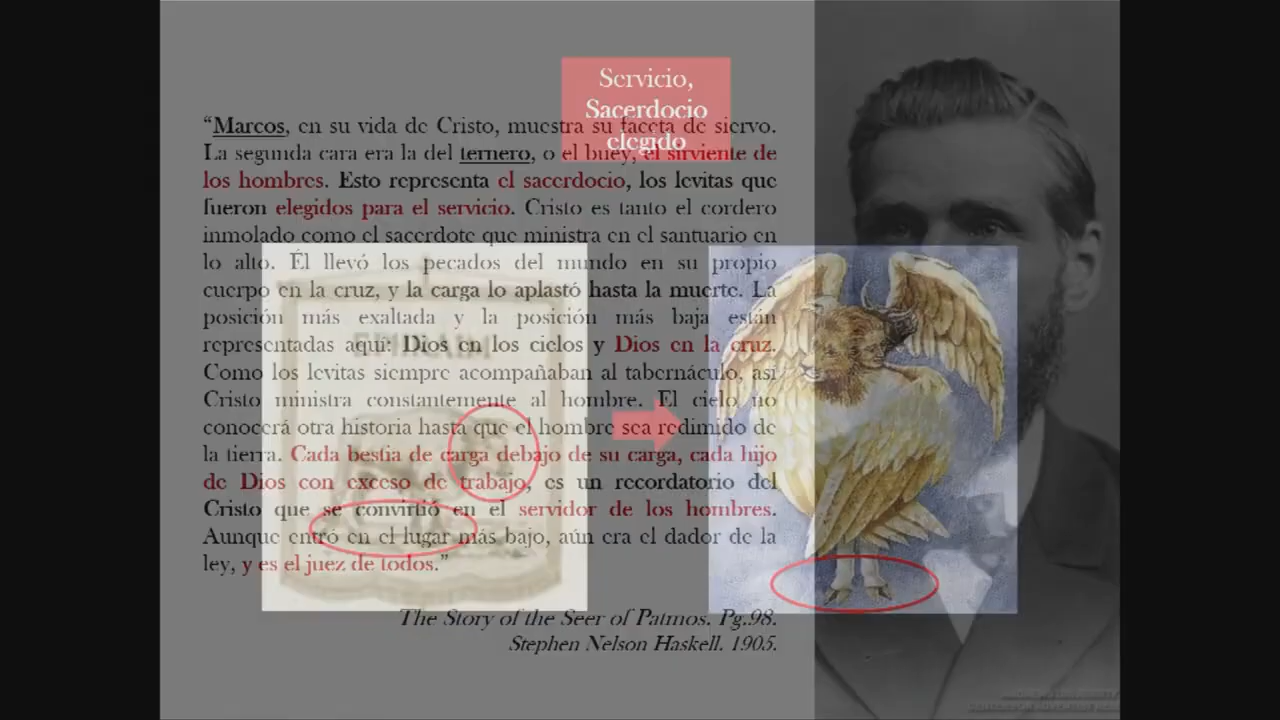 Servicio,
Sacerdocio
elegido
“Marcos, en su vida de Cristo, muestra su faceta de siervo.
La segunda cara era la del ternero, o el buey, el sirviente de
los hombres. Esto representa el sacerdocio, los levitas que
fueron elegidos para el servicio. Cristo es tanto el cordero
inmolado como el sacerdote que ministra en el santuario en
lo alto. Él llevó los pecados del mundo en su propio
cuerpo en la cruz, y la carga lo aplastó hasta la muerte. La
posición más exaltada y la posición más baja están
representadas aquí: Dios en los cielos y Dios en la cruz.
Como los levitas siempre acompañaban al tabernáculo, así
Cristo ministra constantemente al hombre. El cielo no
conocerá otra historia hasta que el hombre sea redimido de
la tierra. Cada bestia de carga debajo de su carga, cada hijo
de Dios con exceso de trabajo, es un recordatorio del
Cristo que se convirtió en el servidor de los hombres.
Aunque entró en el lugar más bajo, aún era el dador de la
ley, y es el juez de todos.”
The Story of the Seer of Patmos. Pg.98.
Stephen Nelson Haskell. 1905.